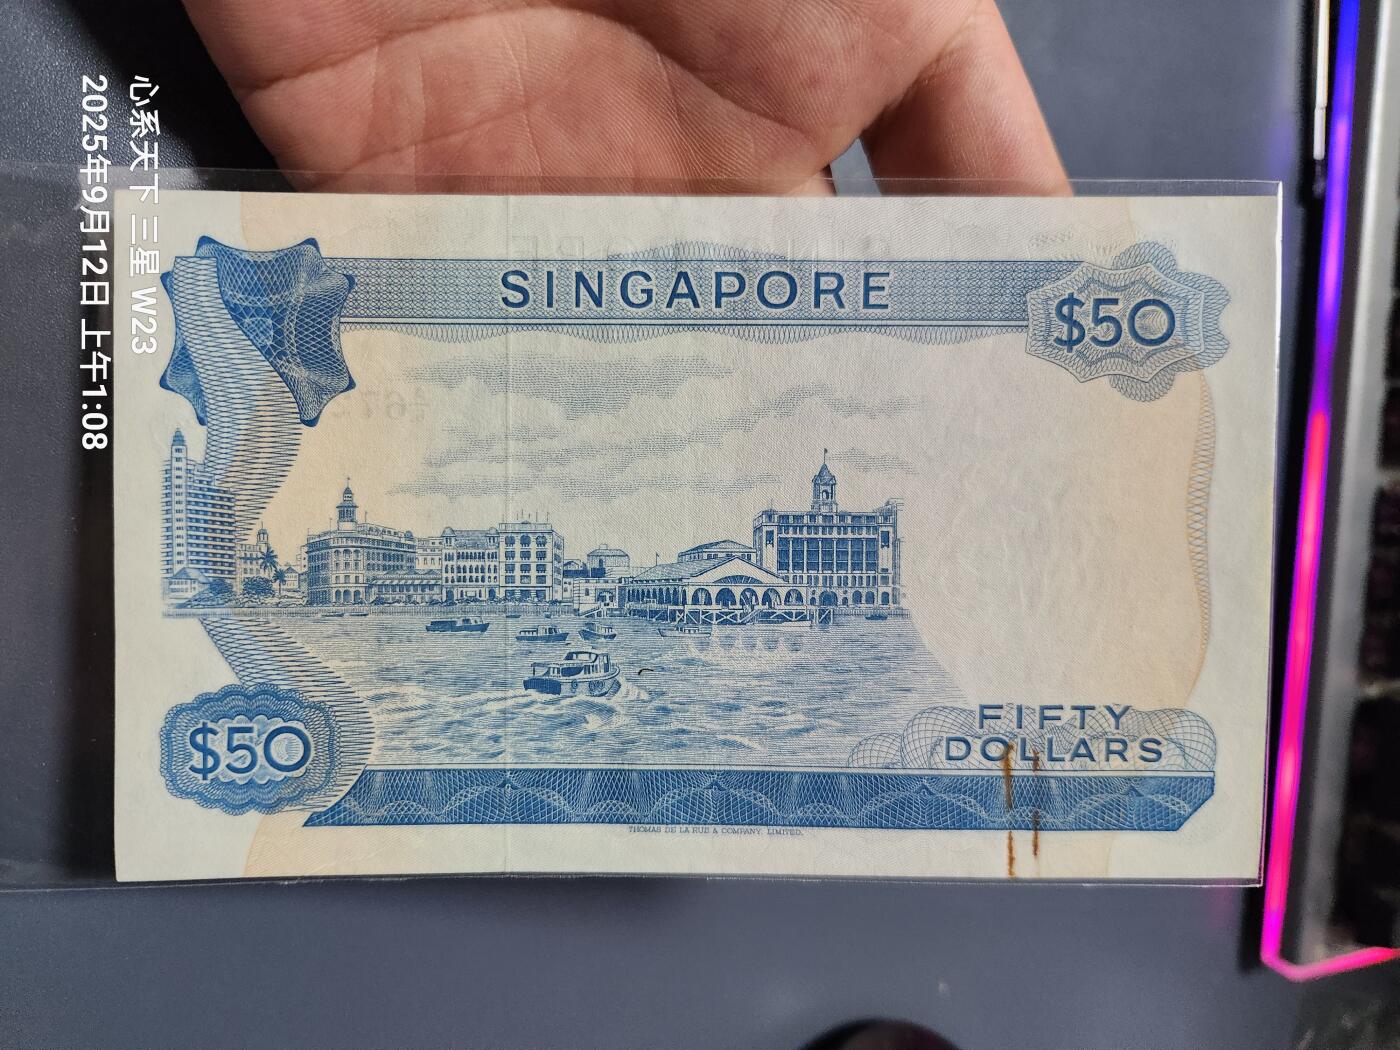 心系天下 三星 W23
2025年9月12日 上午1:08
SINGAPORE
$50
$50
FIFTY
DOLLARS
THOMAS DE LA RUE & COMPANY, LIMITED.